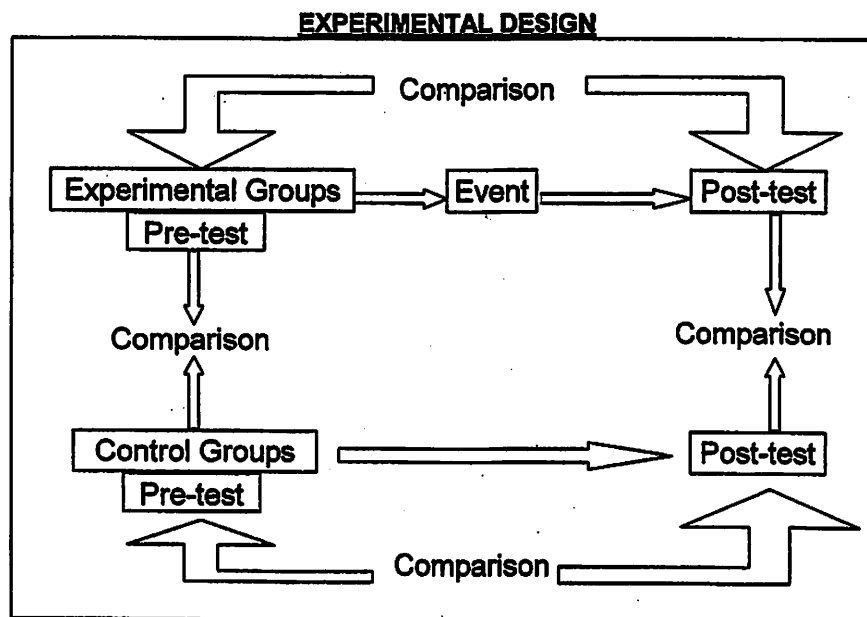 EXPERIMENTAL DESIGN
Comparison
Experimental Groups
Event
Post-test
Pre-test
Comparison
Comparison
Control Groups
Post-test
Pre-test
Comparison